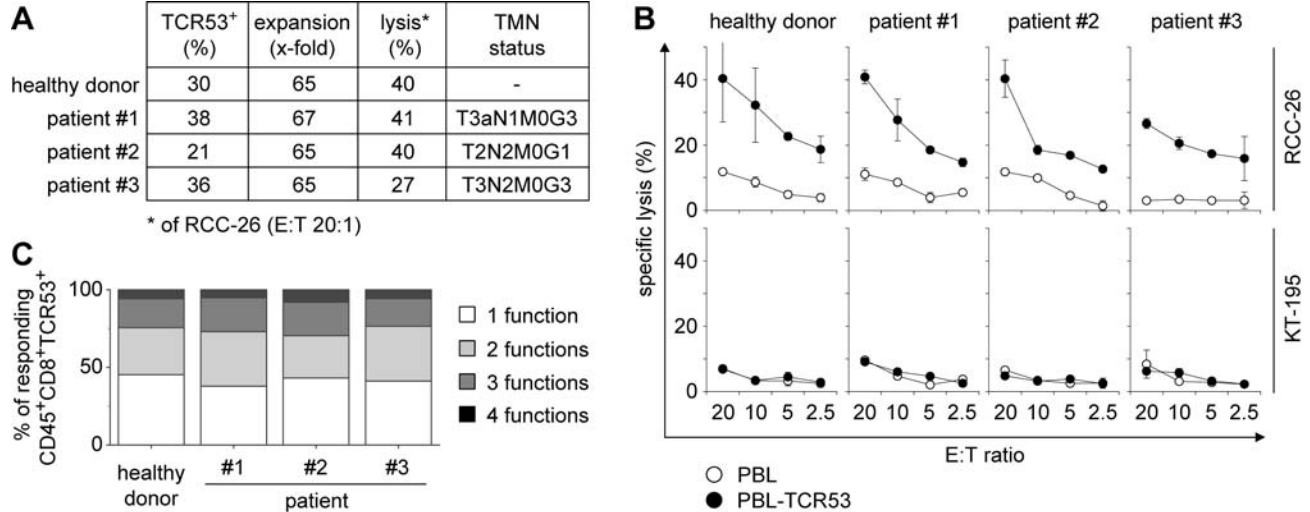 A
TCR53+ (%) expansion (x-fold) lysis* (%) TMN status
healthy donor 30 65 40 -
patient #1 38 67 41 T3aN1M0G3
patient #2 21 65 40 T2N2M0G1
patient #3 36 65 27 T3N2M0G3
* of RCC-26 (E:T 20:1)
B
healthy donor patient #1 patient #2 patient #3
specific lysis (%)
40
20
0
RCC-26
40
20
0
KT-195
20 10 5 2.5 20 10 5 2.5 20 10 5 2.5 20 10 5 2.5
E:T ratio
PBL
PBL-TCR53
C
% of responding
CD45+CD8+TCR53+
100
50
0
healthy
donor
#1 #2 #3
patient
1 function
2 functions
3 functions
4 functions